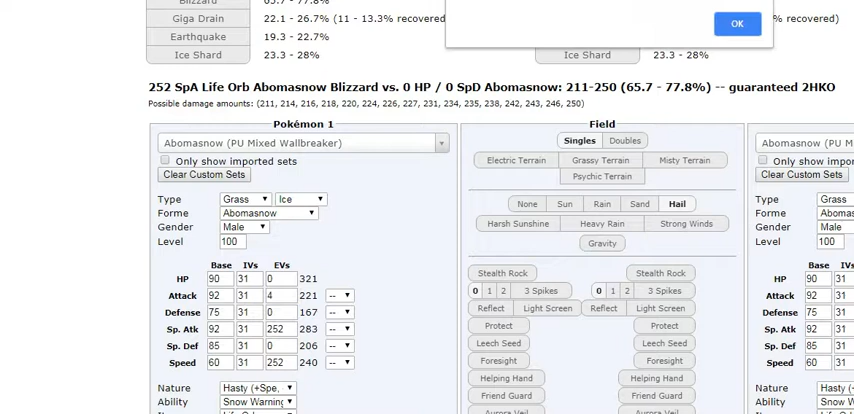 Blizzard 65.7 - 77.8%
Giga Drain 22.1 - 26.7% (11 - 13.3% recovered) OK % recovered)
Earthquake 19.3 - 22.7%
Ice Shard 23.3 - 28% Ice Shard 23.3 - 28%
252 SpA Life Orb Abomasnow Blizzard vs. 0 HP / 0 SpD Abomasnow: 211-250 (65.7 - 77.8%) -- guaranteed 2HKO
Possible damage amounts: (211, 214, 216, 218, 220, 224, 226, 227, 231, 234, 235, 238, 242, 243, 246, 250)
Pokémon 1 Field
Abomasnow (PU Mixed Wallbreaker) Singles Doubles Abomasnow (PU M
Only show imported sets Electric Terrain Grassy Terrain Misty Terrain Only show impor
Clear Custom Sets Psychic Terrain Clear Custom Sets
Type Grass Ice None Sun Rain Sand Hail Type Grass
Forme Abomasnow Forme Abomas
Gender Male Harsh Sunshine Heavy Rain Strong Winds Gender Male
Level 100 Gravity Level 100
Base IVs EVs Base IVs
HP 90 31 0 321 Stealth Rock Stealth Rock HP 90 31
Attack 92 31 4 221 -- 0 1 2 3 Spikes 0 1 2 3 Spikes Attack 92 31
Defense 75 31 0 167 -- Reflect Light Screen Reflect Light Screen Defense 75 31
Sp. Atk 92 31 252 283 -- Protect Protect Sp. Atk 92 31
Sp. Def 85 31 0 206 -- Leech Seed Leech Seed Sp. Def 85 31
Speed 60 31 252 240 -- Foresight Foresight Speed 60 31
Nature Hasty (+Spe, Helping Hand Helping Hand Nature Hasty (+
Ability Snow Warning Friend Guard Friend Guard Ability Snow Wa
Aurora Veil Aurora Veil